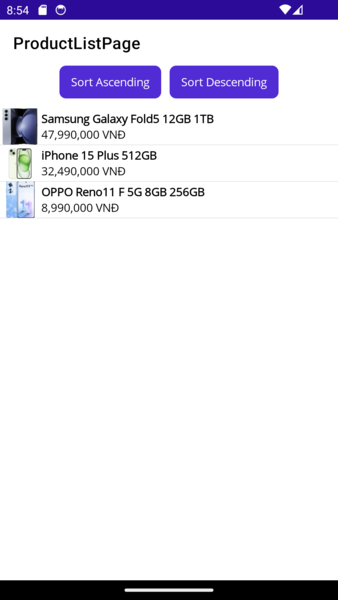 8:54
ProductListPage
Sort Ascending
Sort Descending
Samsung Galaxy Fold5 12GB 1TB
47,990,000 VNĐ
iPhone 15 Plus 512GB
32,490,000 VNĐ
OPPO Reno11 F 5G 8GB 256GB
8,990,000 VNĐ